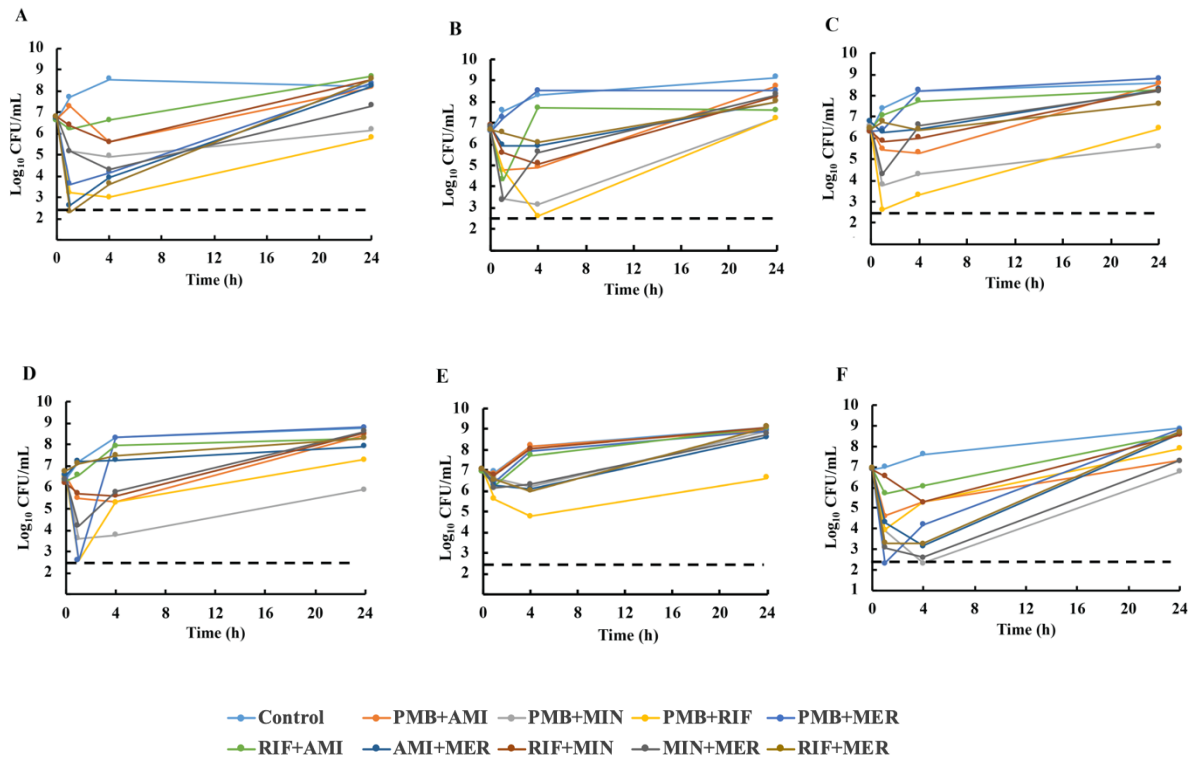 A
Log10 CFU/mL
10
9
8
7
6
5
4
3
2
0 4 8 12 16 20 24
Time (h)
B
Log10 CFU/mL
10
9
8
7
6
5
4
3
2
0 4 8 12 16 20 24
Time (h)
C
Log10 CFU/mL
10
9
8
7
6
5
4
3
2
0 4 8 12 16 20 24
Time (h)
D
Log10 CFU/mL
10
9
8
7
6
5
4
3
2
0 4 8 12 16 20 24
Time (h)
E
Log10 CFU/mL
10
9
8
7
6
5
4
3
2
0 4 8 12 16 20 24
Time (h)
F
Log10 CFU/mL
10
9
8
7
6
5
4
3
2
1
0 4 8 12 16 20 24
Time (h)
Control PMB+AMI PMB+MIN PMB+RIF PMB+MER
RIF+AMI AMI+MER RIF+MIN MIN+MER RIF+MER